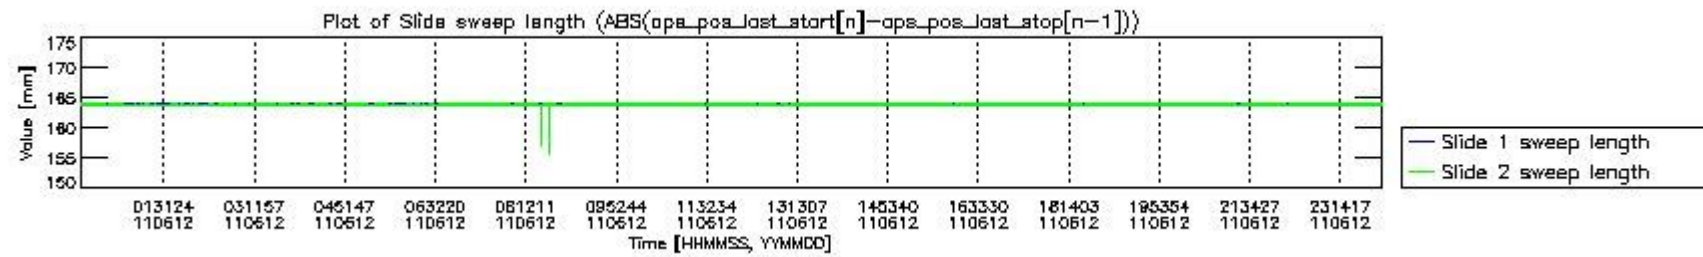 Plot of Slide sweep length (ABS(ops_pos_last_start[n]-ops_pos_last_stop[n-1]))
175
170
165
160
155
150
Value [mm]
Slide 1 sweep length
Slide 2 sweep length
013124 031157 045147 063220 081211 095244 113234 131307 145340 163330 181403 195354 213427 231417
110612 110612 110612 110612 110612 110612 110612 110612 110612 110612 110612 110612 110612 110612
Time [HHMMSS, YYMMDD]